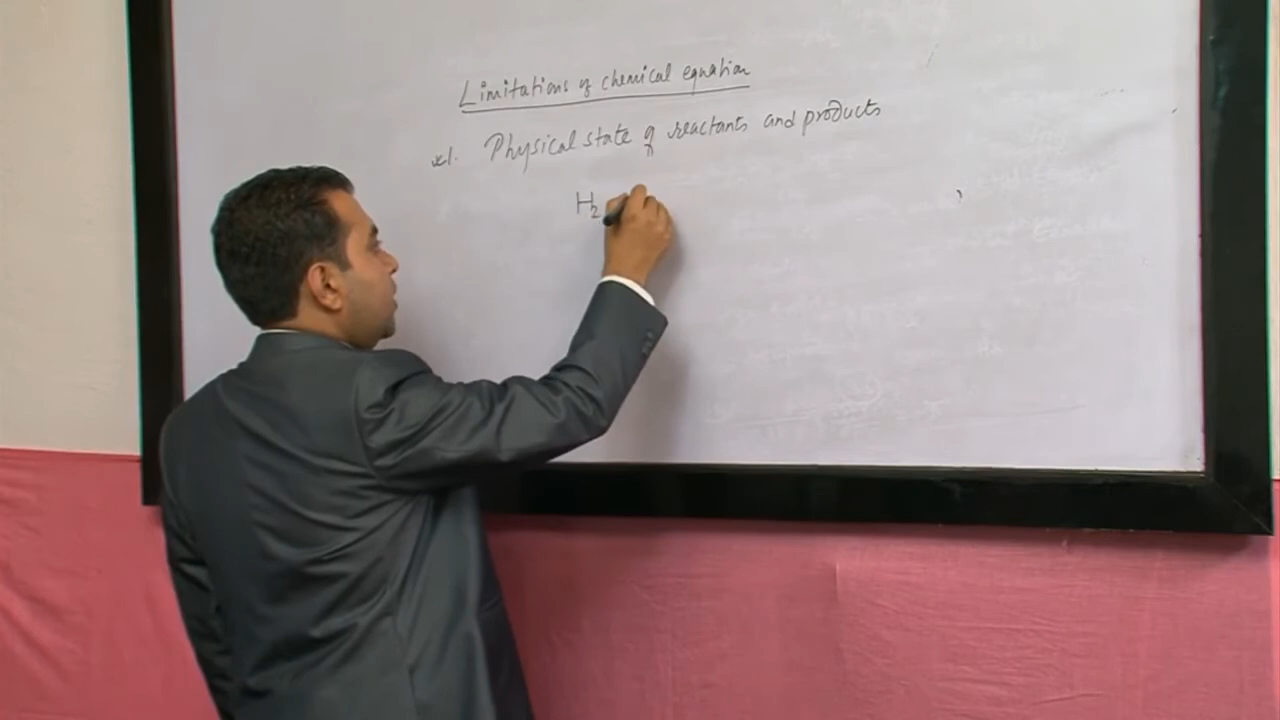 Limitations of chemical equation
*1. Physical state of reactants and products
H₂